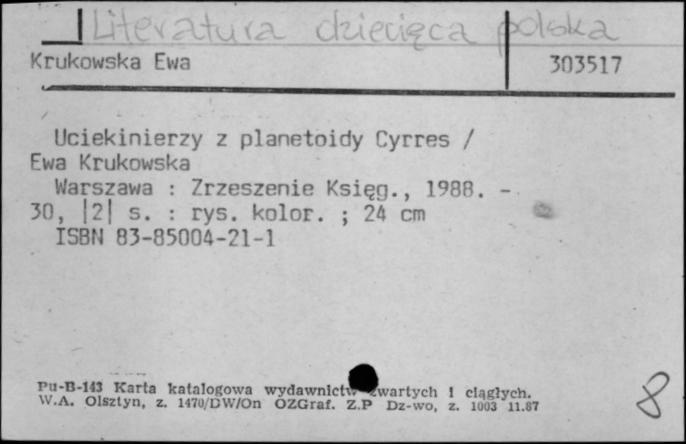 Literatura dziecięca polska
Krukowska Ewa 303517
Uciekinierzy z planetoidy Cyrres /
Ewa Krukowska
Warszawa : Zrzeszenie Księg., 1988. -
30, |2| s. : rys. kolor. ; 24 cm
ISBN 83-85004-21-1
Pu-B-143 Karta katalogowa wydawnictw zwartych i ciągłych.
W.A. Olsztyn, z. 1470/DW/On OZGraf. Z.P Dz-wo, z. 1003 11.87
8